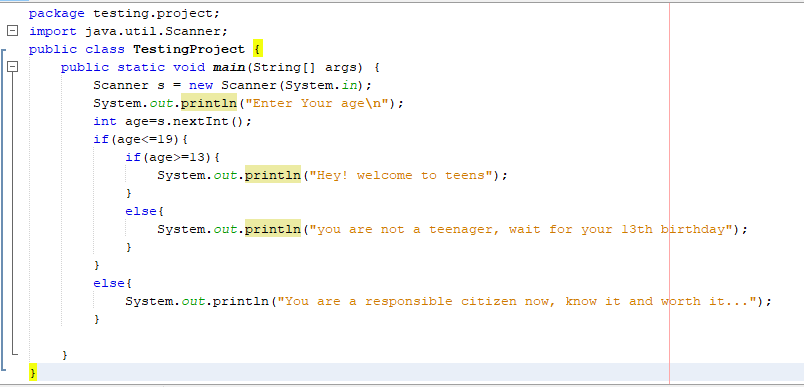 package testing.project;
import java.util.Scanner;
public class TestingProject {
    public static void main(String[] args) {
        Scanner s = new Scanner(System.in);
        System.out.println("Enter Your age\n");
        int age=s.nextInt();
        if(age<=19){
            if(age>=13){
                System.out.println("Hey! welcome to teens");
            }
            else{
                System.out.println("you are not a teenager, wait for your 13th birthday");
            }
        }
        else{
            System.out.println("You are a responsible citizen now, know it and worth it...");
        }
    }
}